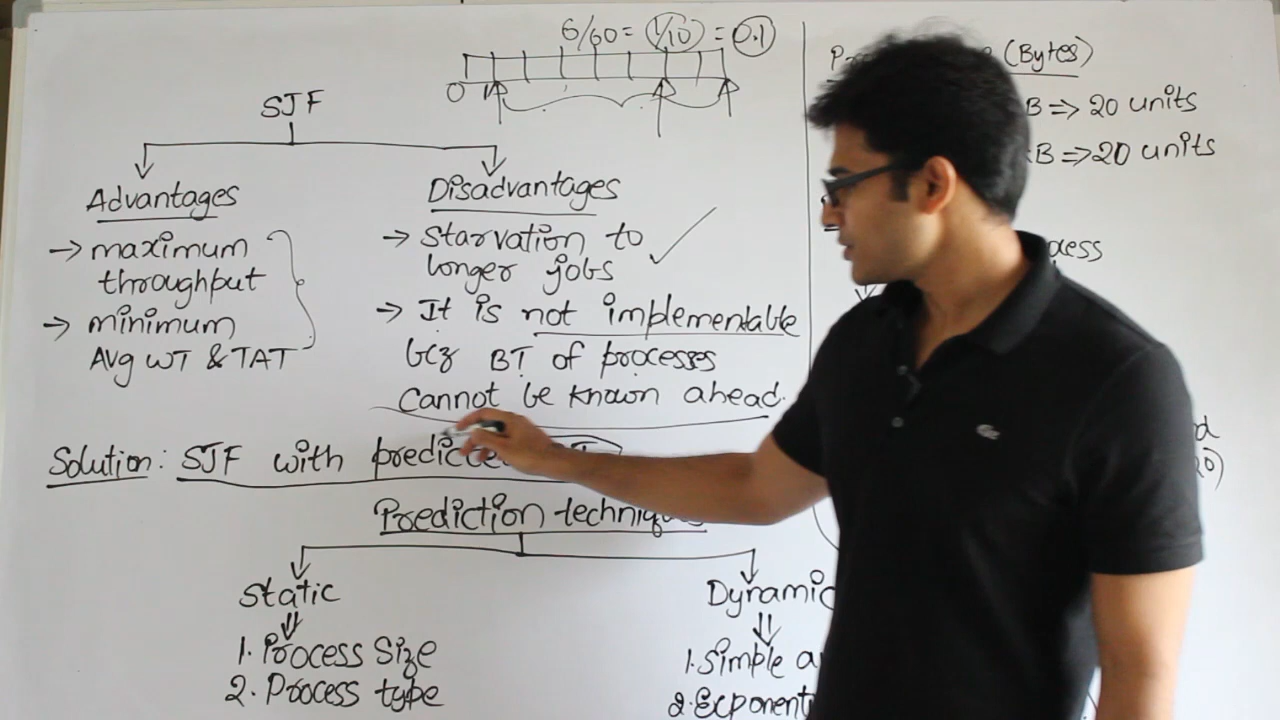 6/60 = 1/10 = 0.1
0 1
SJF
Advantages
→ maximum
throughput
→ minimum
Avg WT & TAT
Disadvantages
→ Starvation to
longer jobs
→ It is not implementable
bcz BT of processes
cannot be known ahead.
Solution: SJF with
Prediction
Static
⇓
1. Process Size
2. Process type
Dynamic
⇓
1. Simple
2.
(Bytes)
B => 20 units
KB => 20 units